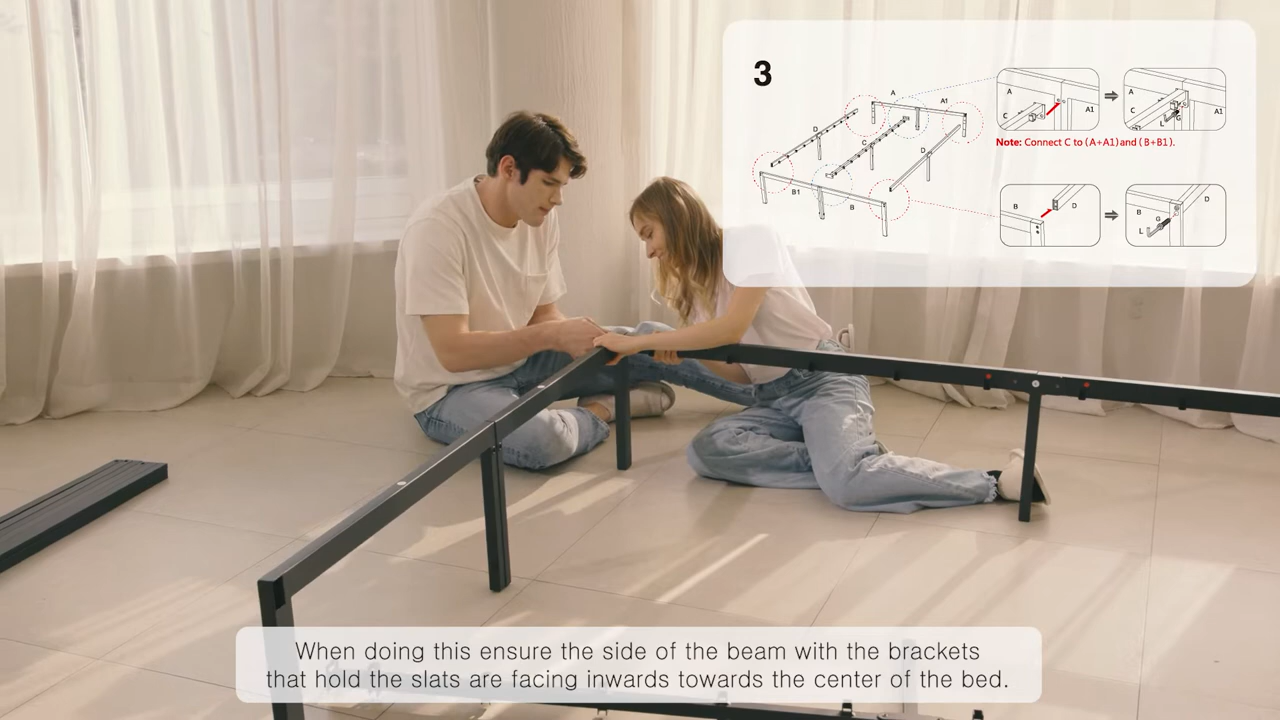 3
A
A1
D
C
D
B1
B
A
C
A1
A
C
L
G
A1
Note: Connect C to (A+A1)and (B+B1).
B
D
B
G
L
D
When doing this ensure the side of the beam with the brackets
that hold the slats are facing inwards towards the center of the bed.